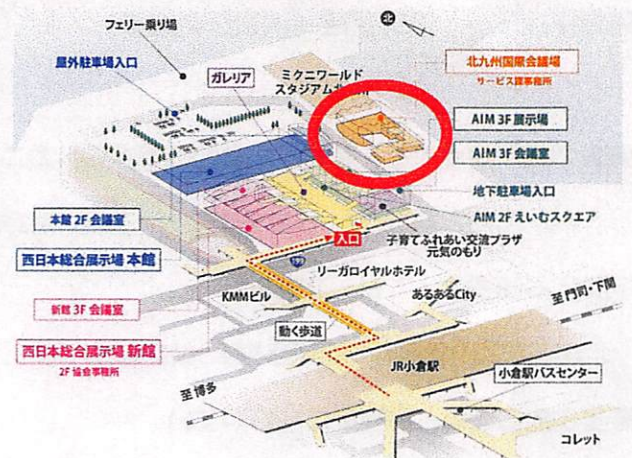 フェリー乗り場
北
屋外駐車場入口
ガレリア
ミクニワールド
スタジアム北
北九州国際会議場
サービス課事務所
AIM 3F 展示場
AIM 3F 会議室
地下駐車場入口
AIM 2F えいむスクエア
本館 2F 会議室
西日本総合展示場 本館
入口
子育てふれあい交流プラザ
元気のもり
199
リーガロイヤルホテル
新館 3F 会議室
KMMビル
あるあるCity
至 門司・下関
動く歩道
西日本総合展示場 新館
2F 協会事務所
JR小倉駅
小倉駅バスセンター
至 博多
コレット